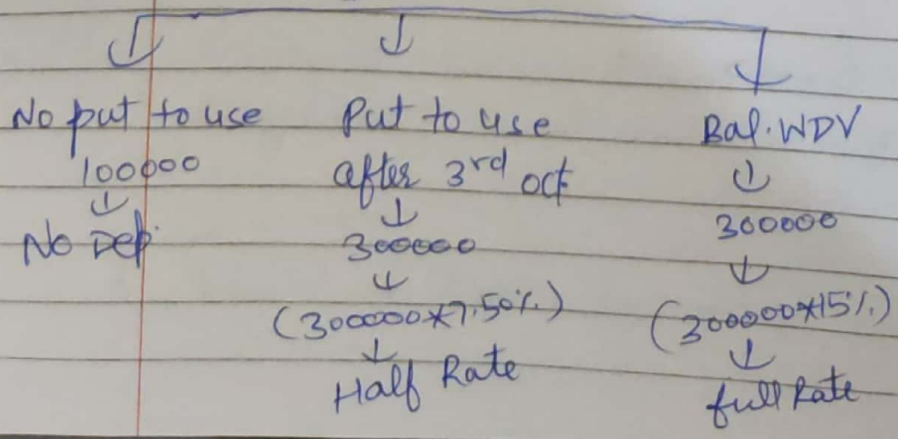 No put to use
100000
No Dep.
Put to use
after 3rd oct
300000
(300000*7.50%)
Half Rate
Bal. WDV
300000
(300000*15%)
full Rate